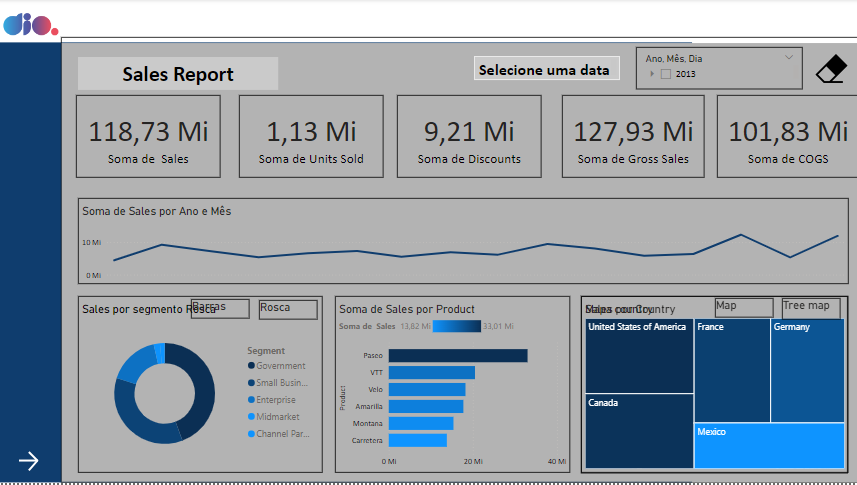 dio.
Sales Report
Selecione uma data
Ano, Mês, Dia
2013
118,73 Mi
Soma de Sales
1,13 Mi
Soma de Units Sold
9,21 Mi
Soma de Discounts
127,93 Mi
Soma de Gross Sales
101,83 Mi
Soma de COGS
Soma de Sales por Ano e Mês
10 Mi
0 Mi
Sales por segmento Rosca
Barras
Rosca
Segment
Government
Small Busin...
Enterprise
Midmarket
Channel Par...
Soma de Sales por Product
Soma de Sales 13,82 Mi 33,01 Mi
Product
Paseo
VTT
Velo
Amarilla
Montana
Carretera
0 Mi 20 Mi 40 Mi
Country
Map
Tree map
United States of America
France
Germany
Canada
Mexico